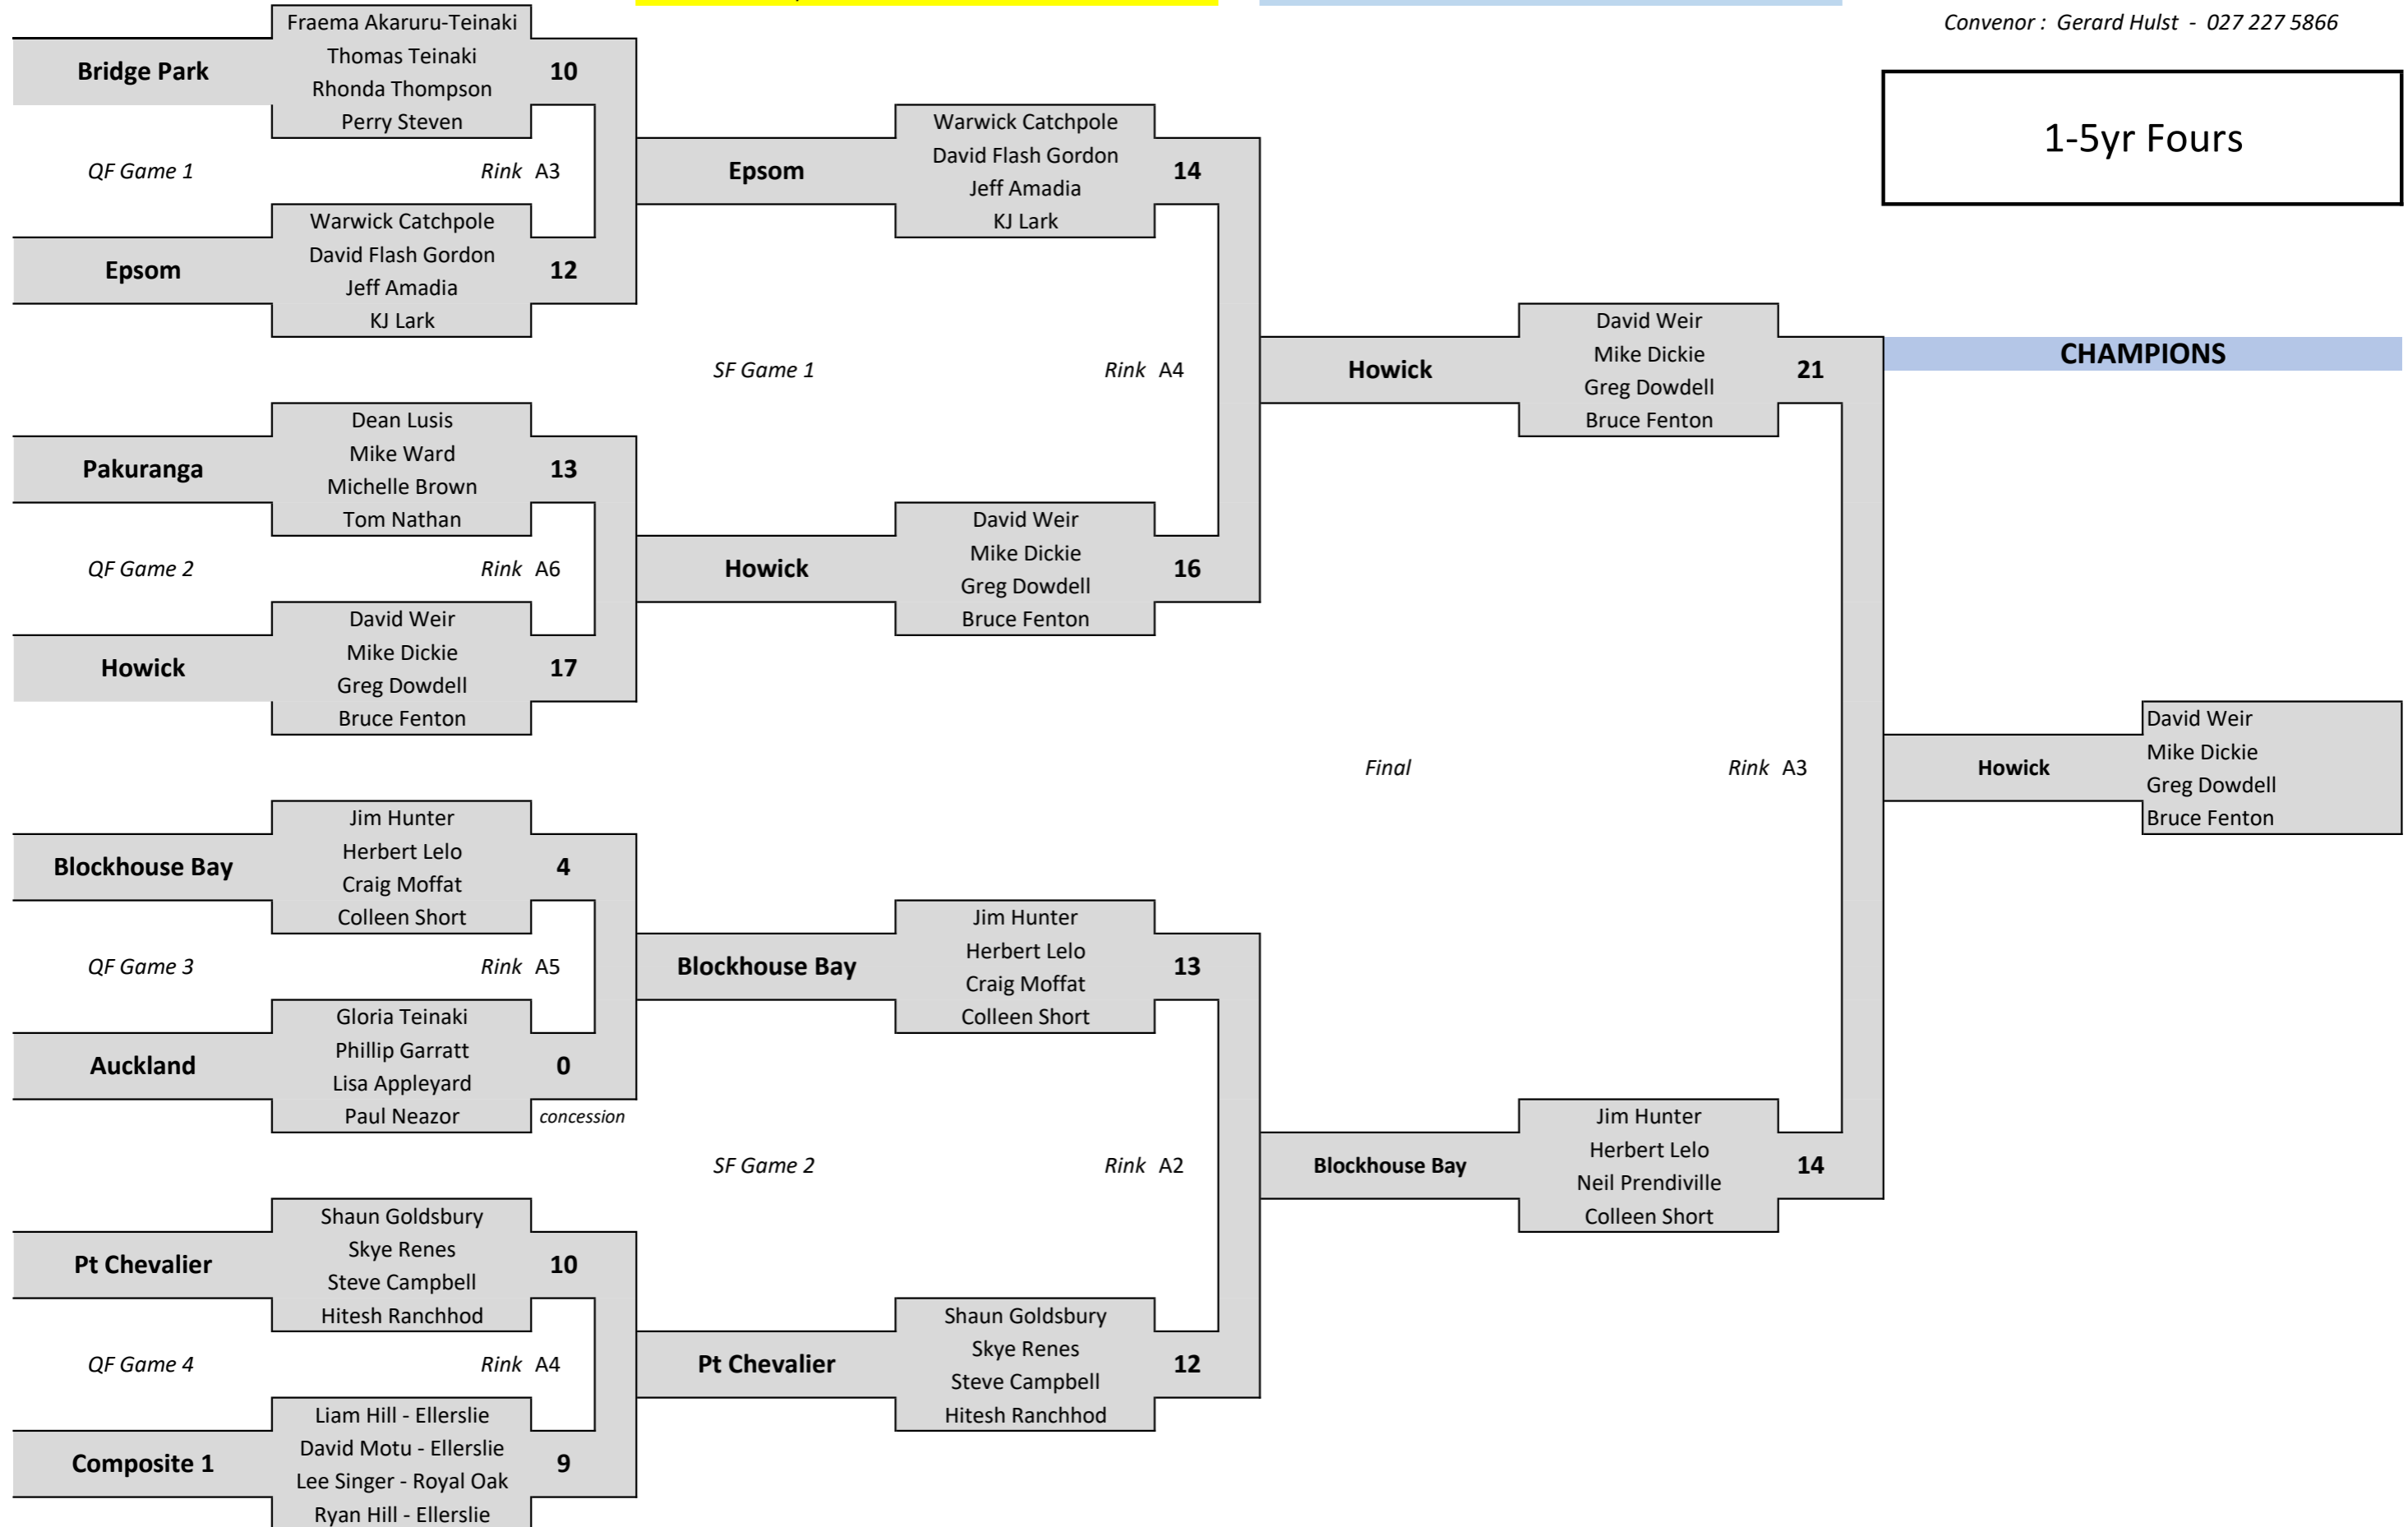 Convenor : Gerard Hulst - 027 227 5866
1-5yr Fours
Bridge Park
Fraema Akaruru-Teinaki
Thomas Teinaki
Rhonda Thompson
Perry Steven
10
QF Game 1
Rink A3
Epsom
Warwick Catchpole
David Flash Gordon
Jeff Amadia
KJ Lark
12
Pakuranga
Dean Lusis
Mike Ward
Michelle Brown
Tom Nathan
13
QF Game 2
Rink A6
Howick
David Weir
Mike Dickie
Greg Dowdell
Bruce Fenton
17
Blockhouse Bay
Jim Hunter
Herbert Lelo
Craig Moffat
Colleen Short
4
QF Game 3
Rink A5
Auckland
Gloria Teinaki
Phillip Garratt
Lisa Appleyard
Paul Neazor
0
concession
Pt Chevalier
Shaun Goldsbury
Skye Renes
Steve Campbell
Hitesh Ranchhod
10
QF Game 4
Rink A4
Composite 1
Liam Hill - Ellerslie
David Motu - Ellerslie
Lee Singer - Royal Oak
Ryan Hill - Ellerslie
9
Epsom
Warwick Catchpole
David Flash Gordon
Jeff Amadia
KJ Lark
14
SF Game 1
Rink A4
Howick
David Weir
Mike Dickie
Greg Dowdell
Bruce Fenton
16
Blockhouse Bay
Jim Hunter
Herbert Lelo
Craig Moffat
Colleen Short
13
SF Game 2
Rink A2
Pt Chevalier
Shaun Goldsbury
Skye Renes
Steve Campbell
Hitesh Ranchhod
12
Howick
David Weir
Mike Dickie
Greg Dowdell
Bruce Fenton
21
Final
Rink A3
Blockhouse Bay
Jim Hunter
Herbert Lelo
Neil Prendiville
Colleen Short
14
CHAMPIONS
Howick
David Weir
Mike Dickie
Greg Dowdell
Bruce Fenton